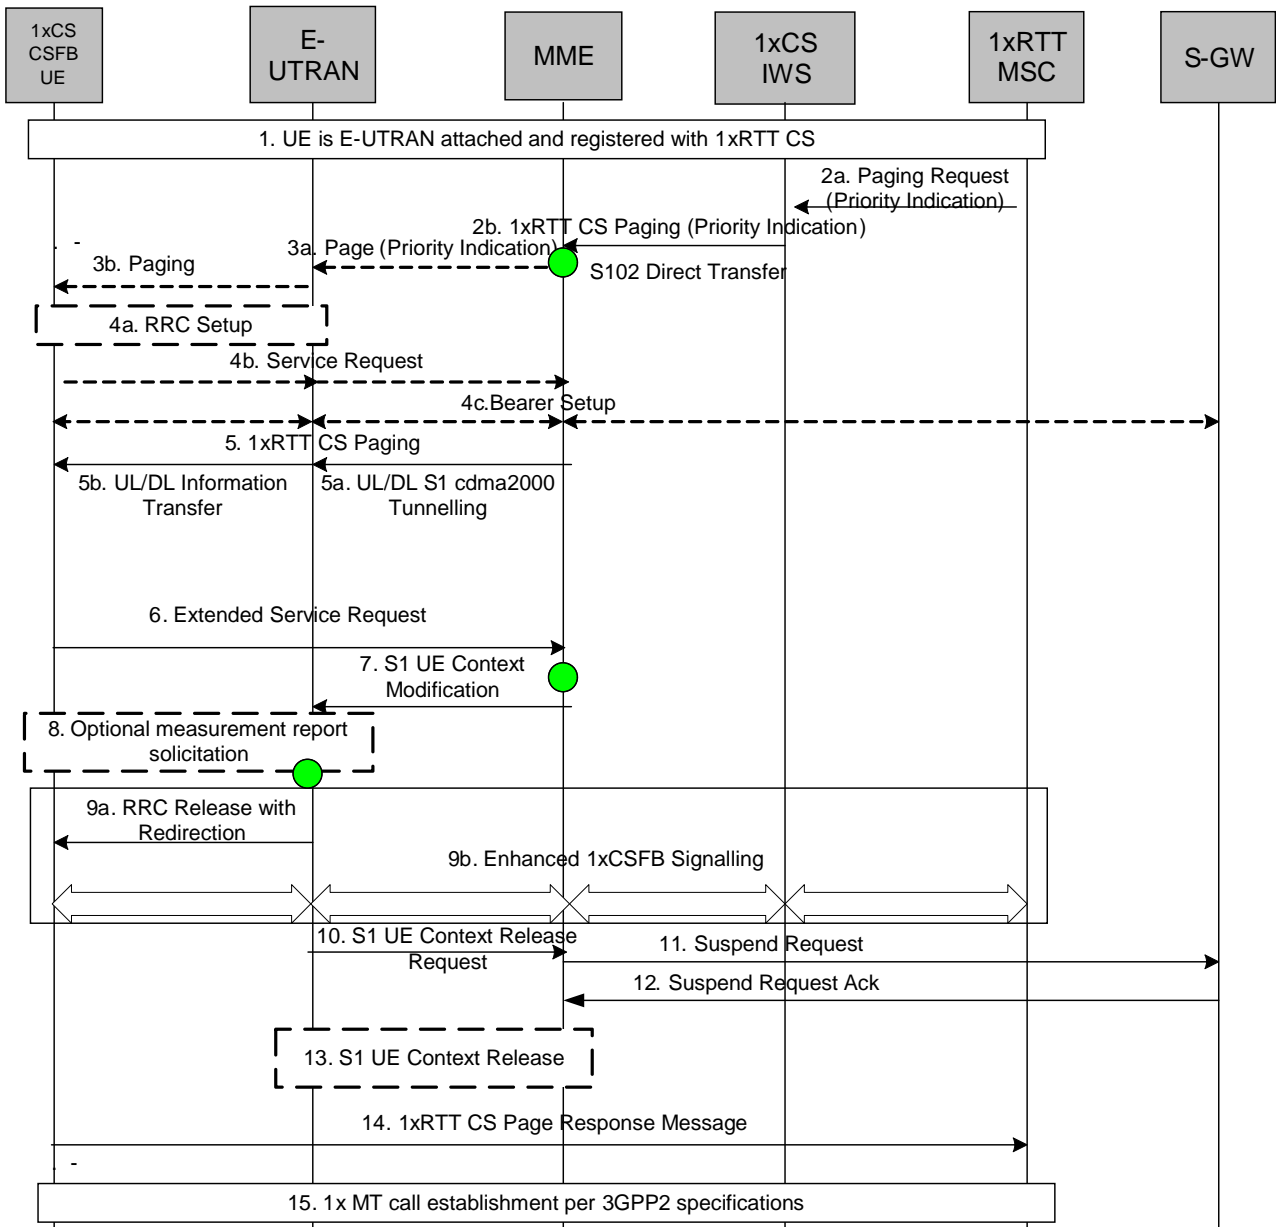 1xCS
CSFB
UE
E-
UTRAN
MME
1xCS
IWS
1xRTT
MSC
S-GW
1. UE is E-UTRAN attached and registered with 1xRTT CS
2a. Paging Request
(Priority Indication)
2b. 1xRTT CS Paging (Priority Indication)
3a. Page (Priority Indication)
S102 Direct Transfer
3b. Paging
4a. RRC Setup
4b. Service Request
4c.Bearer Setup
5. 1xRTT CS Paging
5b. UL/DL Information
Transfer
5a. UL/DL S1 cdma2000
Tunnelling
6. Extended Service Request
7. S1 UE Context
Modification
8. Optional measurement report
solicitation
9a. RRC Release with
Redirection
9b. Enhanced 1xCSFB Signalling
10. S1 UE Context Release
Request
11. Suspend Request
12. Suspend Request Ack
13. S1 UE Context Release
14. 1xRTT CS Page Response Message
15. 1x MT call establishment per 3GPP2 specifications